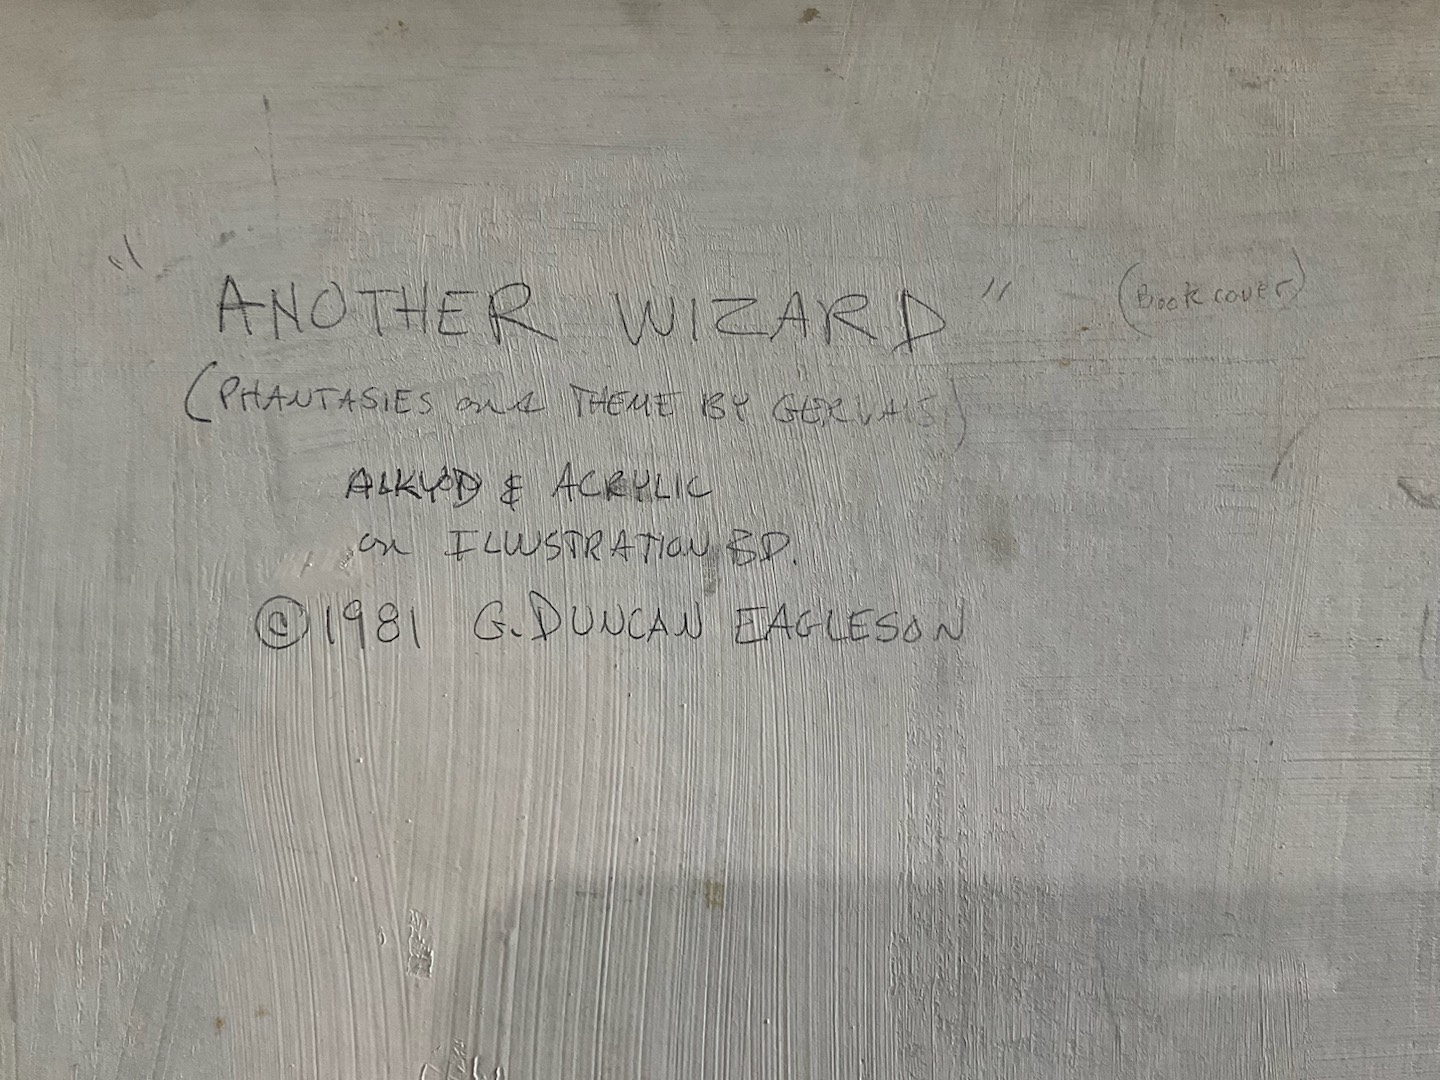 "ANOTHER WIZARD" (Book cover)
(PHANTASIES on a THEME BY GERVAIS)
ALKYD & ACRYLIC
on ILLUSTRATION BD.
© 1981 G. DUNCAN EAGLESON